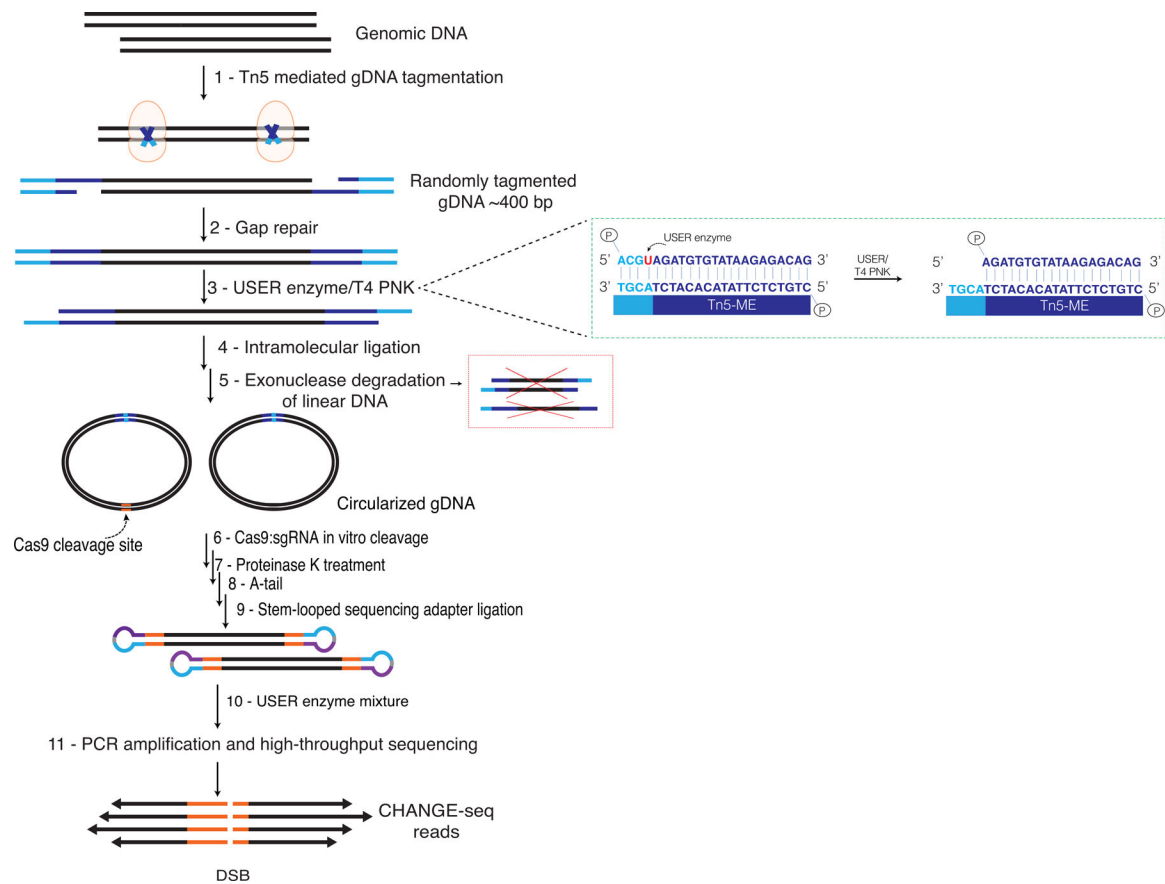 Genomic DNA
1 - Tn5 mediated gDNA tagmentation
Randomly tagmented
gDNA ~400 bp
2 - Gap repair
3 - USER enzyme/T4 PNK
P
USER enzyme
5' ACGUAGATGTGTATAAGAGACAG 3'
3' TGCATCTACACATATTCTCTGTC 5'
Tn5-ME
P
USER/
T4 PNK
P
5' AGATGTGTATAAGAGACAG 3'
3' TGCATCTACACATATTCTCTGTC 5'
Tn5-ME
P
4 - Intramolecular ligation
5 - Exonuclease degradation
of linear DNA
Circularized gDNA
Cas9 cleavage site
6 - Cas9:sgRNA in vitro cleavage
7 - Proteinase K treatment
8 - A-tail
9 - Stem-looped sequencing adapter ligation
10 - USER enzyme mixture
11 - PCR amplification and high-throughput sequencing
CHANGE-seq
reads
DSB